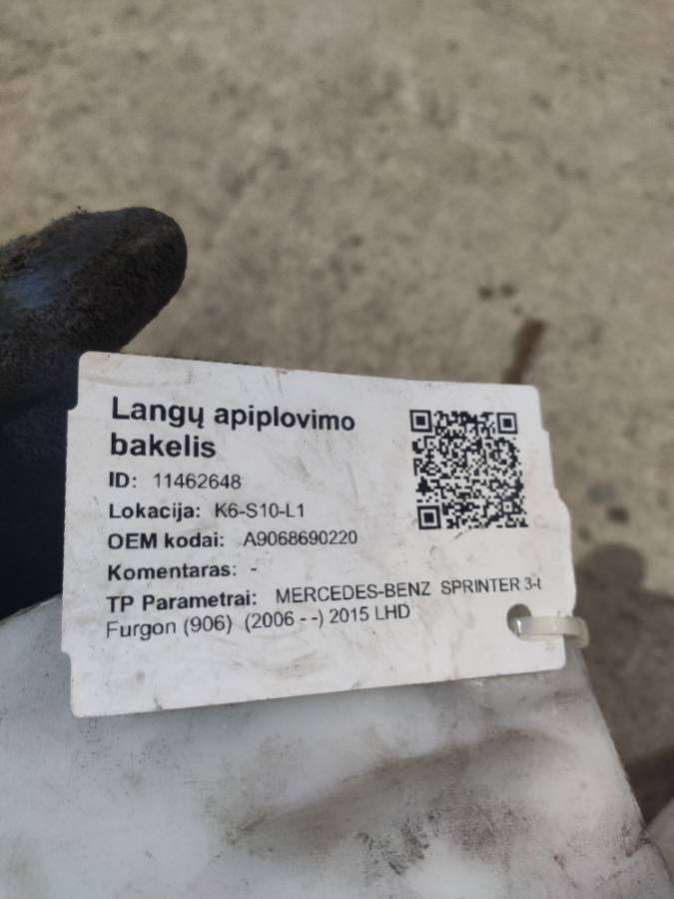 Langų apiplovimo
bakelis
ID: 11462648
Lokacija: K6-S10-L1
OEM kodai: A9068690220
Komentaras: -
TP Parametrai: MERCEDES-BENZ SPRINTER 3-t
Furgon (906) (2006 - -) 2015 LHD